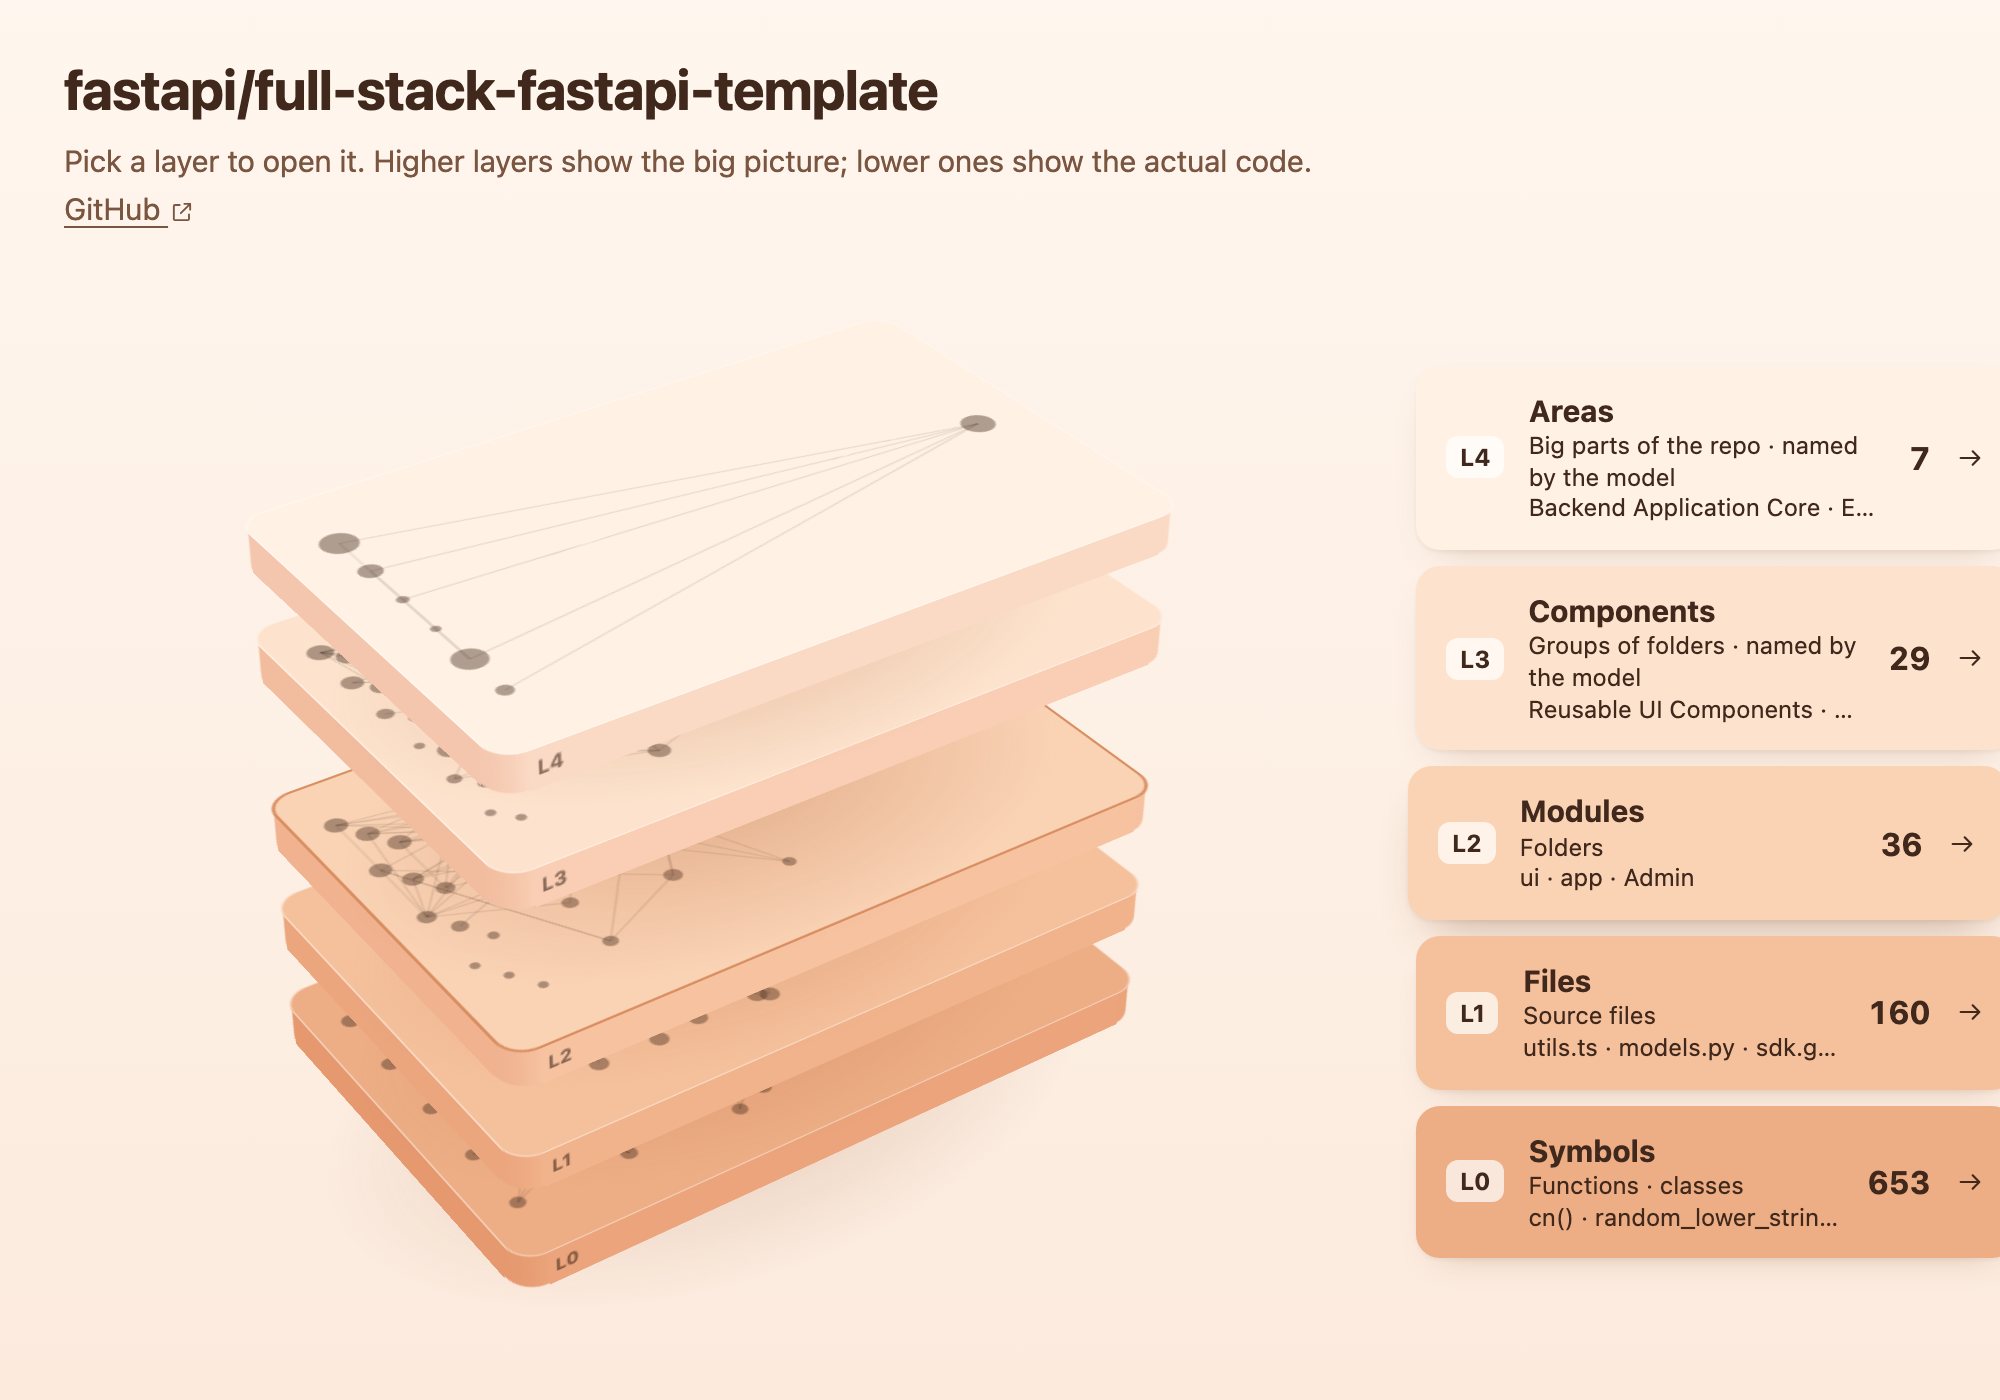 fastapi/full-stack-fastapi-template
Pick a layer to open it. Higher layers show the big picture; lower ones show the actual code.
GitHub
L4
L3
L2
L1
L0
L4
Areas
Big parts of the repo · named
by the model
Backend Application Core · E...
7
L3
Components
Groups of folders · named by
the model
Reusable UI Components · ...
29
L2
Modules
Folders
ui · app · Admin
36
L1
Files
Source files
utils.ts · models.py · sdk.g...
160
L0
Symbols
Functions · classes
cn() · random_lower_strin...
653